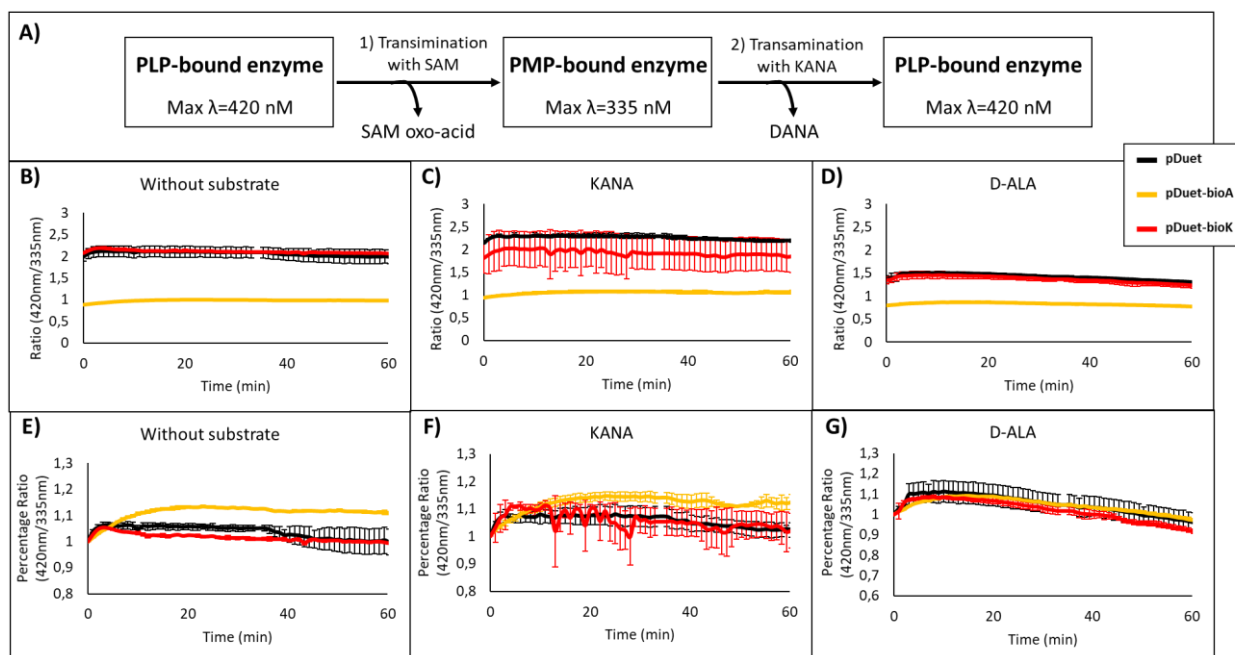 A)
PLP-bound enzyme
Max λ=420 nM
1) Transimination
with SAM
SAM oxo-acid
PMP-bound enzyme
Max λ=335 nM
2) Transamination
with KANA
DANA
PLP-bound enzyme
Max λ=420 nM
pDuet
pDuet-bioA
pDuet-bioK
B)
Without substrate
Ratio (420nm/335nm)
3
2,5
2
1,5
1
0,5
0
0 20 40 60
Time (min)
C)
KANA
Ratio (420nm/335nm)
3
2,5
2
1,5
1
0,5
0
0 20 40 60
Time (min)
D)
D-ALA
Ratio (420nm/335nm)
3
2,5
2
1,5
1
0,5
0
0 20 40 60
Time (min)
E)
Without substrate
Percentage Ratio
(420nm/335nm)
1,3
1,2
1,1
1
0,9
0,8
0 20 40 60
Time (min)
F)
KANA
Percentage Ratio
(420nm/335nm)
1,3
1,2
1,1
1
0,9
0,8
0 20 40 60
Time (min)
G)
D-ALA
Percentage Ratio
(420nm/335nm)
1,3
1,2
1,1
1
0,9
0,8
0,7
0,6
0 20 40 60
Time (min)